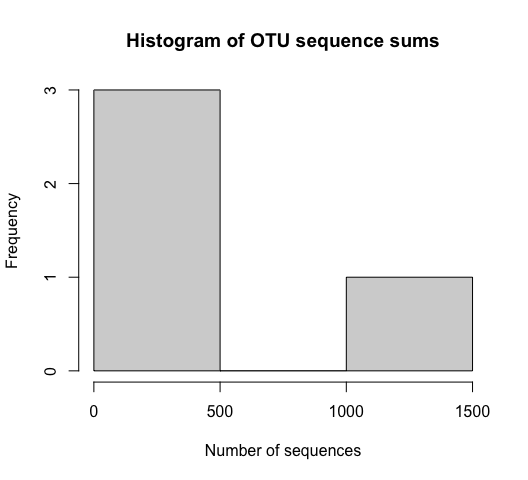 Histogram of OTU sequence sums
Frequency
3
2
1
0
0 500 1000 1500
Number of sequences